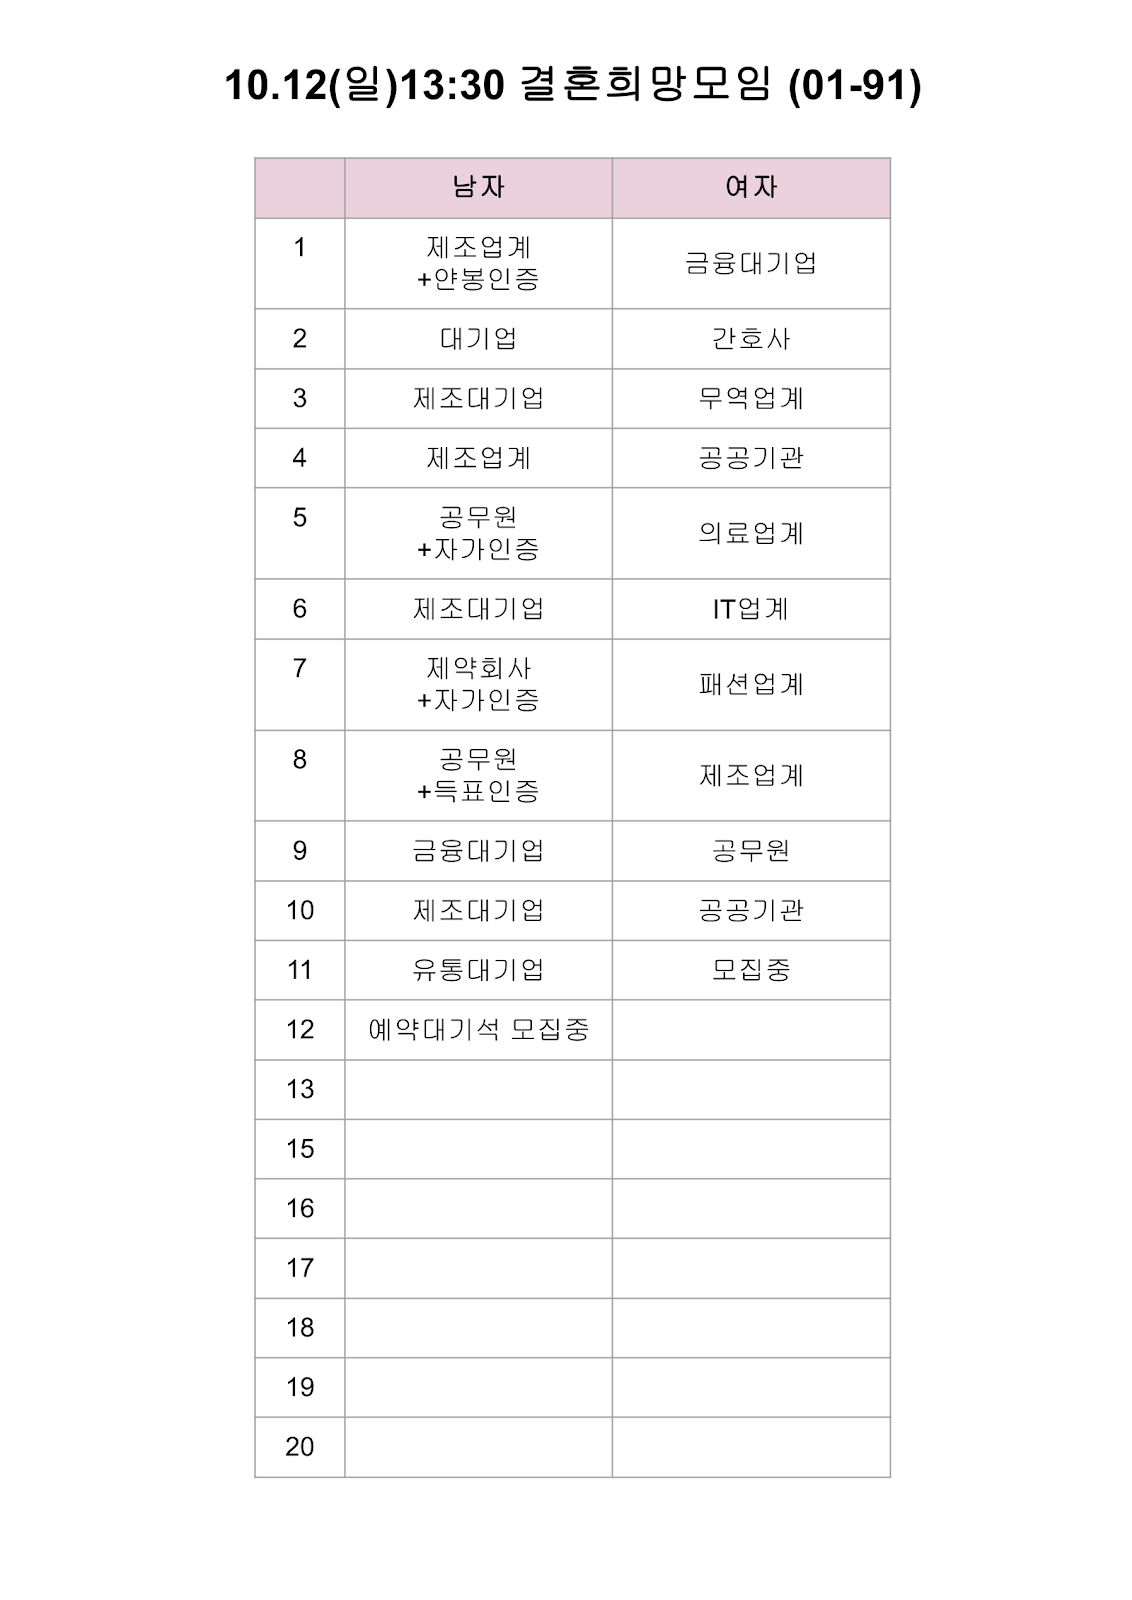 10.12(일)13:30 결혼희망모임 (01-91)
남자 여자
1 제조업계 금융대기업
+얀봉인증
2 대기업 간호사
3 제조대기업 무역업계
4 제조업계 공공기관
5 공무원 의료업계
+자가인증
6 제조대기업 IT업계
7 제약회사 패션업계
+자가인증
8 공무원 제조업계
+득표인증
9 금융대기업 공무원
10 제조대기업 공공기관
11 유통대기업 모집중
12 예약대기석 모집중
13
15
16
17
18
19
20